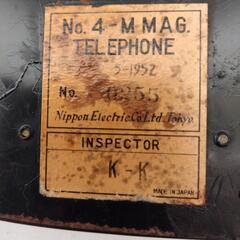 No. 4 - M MAG.
TELEPHONE
5-1952
No.
Nippon Electric Co. Ltd. Tokyo
INSPECTOR
K - K
MADE IN JAPAN